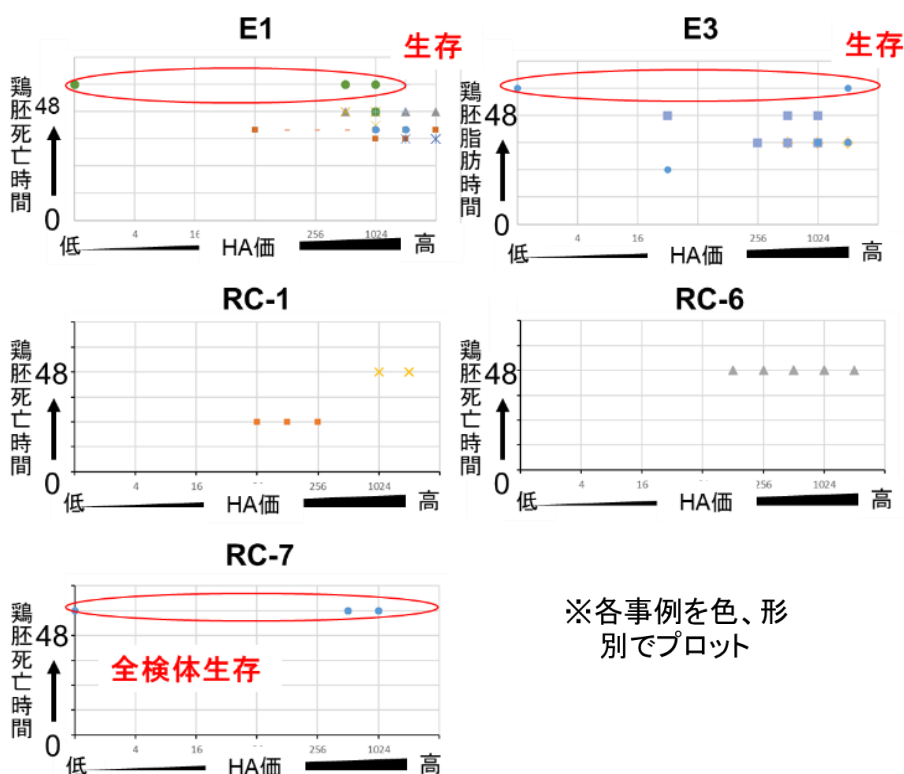 E1
生存
鶏胚死亡時間
48
0
4
16
256
1024
低
HA価
高
E3
生存
鶏胚脂肪時間
48
0
4
16
256
1024
低
HA価
高
RC-1
鶏胚死亡時間
48
0
4
16
256
1024
低
HA価
高
RC-6
鶏胚死亡時間
48
0
4
16
256
1024
低
HA価
高
RC-7
鶏胚死亡時間
48
0
全検体生存
4
16
256
1024
低
HA価
高
※各事例を色、形
別でプロット